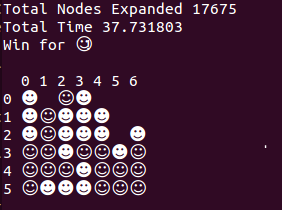 Total Nodes Expanded 17675
Total Time 37.731803
Win for ☺
0 1 2 3 4 5 6
0 ☻   ☺ ☻
1 ☻ ☺ ☻ ☻ ☻
2 ☻ ☺ ☻ ☻ ☻   ☻
3 ☺ ☺ ☻ ☺ ☺ ☻ ☺
4 ☺ ☺ ☺ ☻ ☺ ☺ ☺
5 ☺ ☻ ☻ ☻ ☺ ☺ ☺